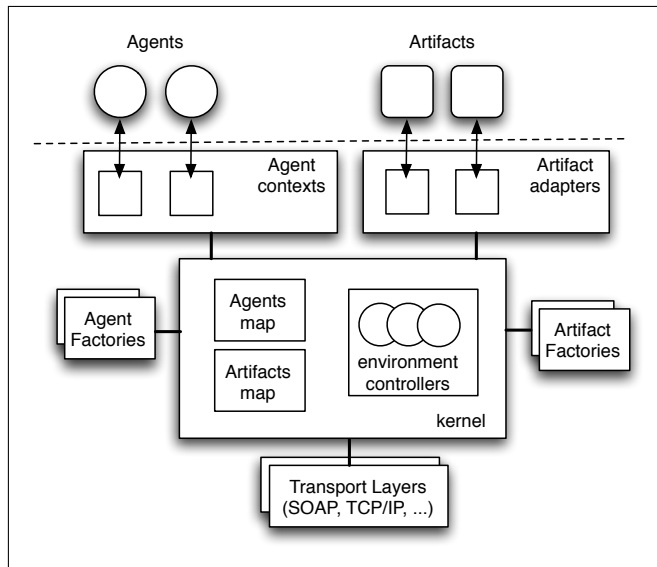 Agents
Artifacts
Agent
contexts
Artifact
adapters
Agents
map
Artifacts
map
environment
controllers
kernel
Agent
Factories
Artifact
Factories
Transport Layers
(SOAP, TCP/IP, ...)